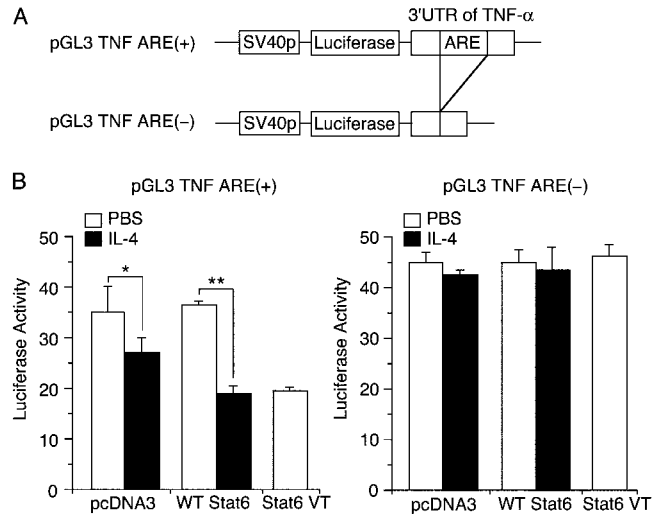 A
3'UTR of TNF-α
pGL3 TNF ARE(+)
SV40p
Luciferase
ARE
pGL3 TNF ARE(−)
SV40p
Luciferase
B
pGL3 TNF ARE(+)
PBS
IL-4
Luciferase Activity
50
40
30
20
10
0
*
**
pcDNA3
WT Stat6
Stat6 VT
pGL3 TNF ARE(−)
PBS
IL-4
Luciferase Activity
50
40
30
20
10
0
pcDNA3
WT Stat6
Stat6 VT